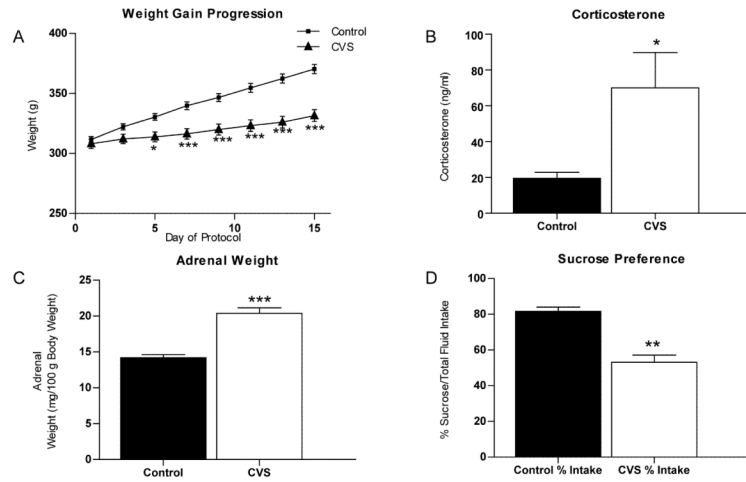 A
Weight Gain Progression
Control
CVS
400
350
300
250
Weight (g)
* *** *** *** *** ***
0 5 10 15
Day of Protocol
B
Corticosterone
100
80
60
40
20
0
Corticosterone (ng/ml)
*
Control CVS
C
Adrenal Weight
25
20
15
10
5
0
Adrenal
Weight (mg/100 g Body Weight)
***
Control CVS
D
Sucrose Preference
100
80
60
40
20
0
% Sucrose/Total Fluid Intake
**
Control % Intake CVS % Intake